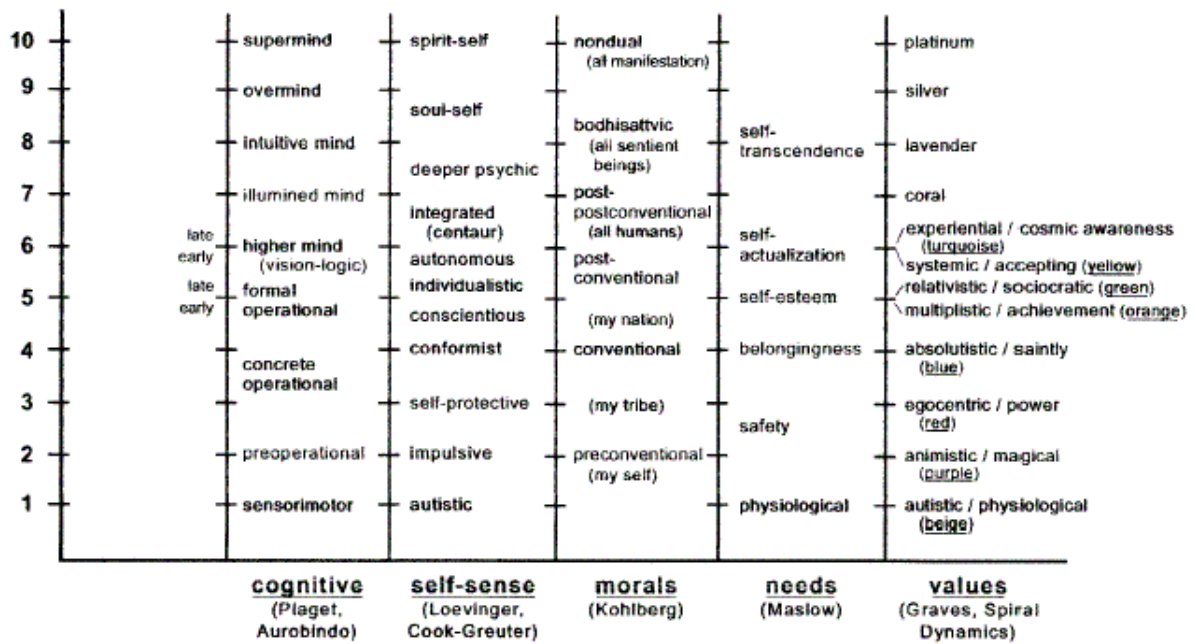 10
supermind
spirit-self
nondual
(all manifestation)
platinum
9
overmind
soul-self
silver
8
intuitive mind
bodhisattvic
(all sentient
beings)
self-
transcendence
lavender
deeper psychic
7
illumined mind
post-
postconventional
(all humans)
coral
integrated
(centaur)
late
early
6
higher mind
(vision-logic)
autonomous
post-
conventional
self-
actualization
experiential / cosmic awareness
(turquoise)
systemic / accepting (yellow)
late
early
5
formal
operational
individualistic
conscientious
(my nation)
self-esteem
relativistic / sociocratic (green)
multiplistic / achievement (orange)
4
concrete
operational
conformist
conventional
belongingness
absolutistic / saintly
(blue)
3
self-protective
(my tribe)
safety
egocentric / power
(red)
2
preoperational
impulsive
preconventional
(my self)
animistic / magical
(purple)
1
sensorimotor
autistic
physiological
autistic / physiological
(beige)
cognitive
(Piaget,
Aurobindo)
self-sense
(Loevinger,
Cook-Greuter)
morals
(Kohlberg)
needs
(Maslow)
values
(Graves, Spiral
Dynamics)